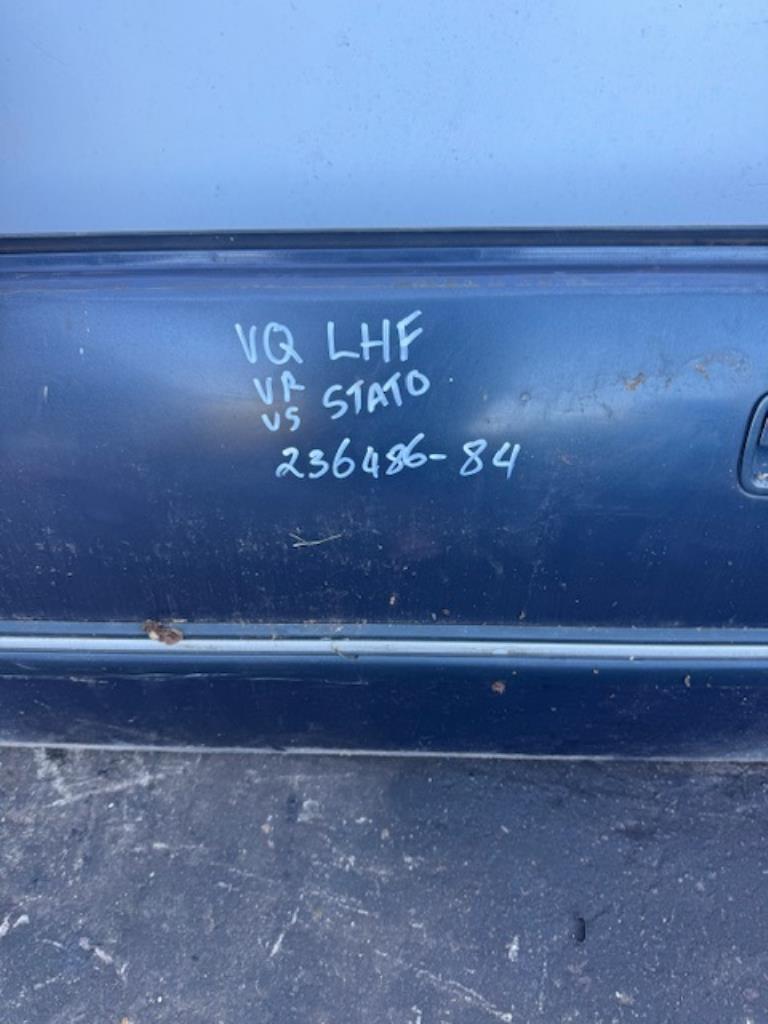 VQ LHF
VR
VS STATO
236486-84